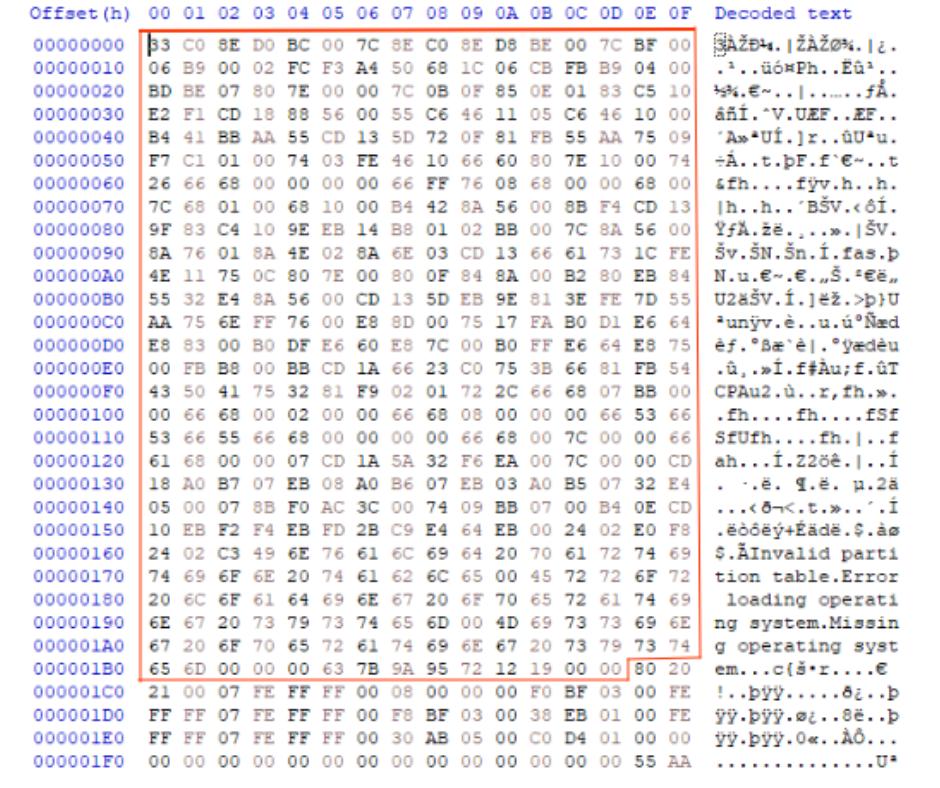 Offset(h) 00 01 02 03 04 05 06 07 08 09 0A 0B 0C 0D 0E 0F Decoded text
00000000 33 C0 8E D0 BC 00 7C 8E C0 8E D8 BE 00 7C BF 00 3ÀŽÐ¼.|ŽÀŽØ¾.|¿.
00000010 06 B9 00 02 FC F3 A4 50 68 1C 06 CB FB B9 04 00 .¹..üó¤Ph..Ëû¹..
00000020 BD BE 07 80 7E 00 00 7C 0B 0F 85 0E 01 83 C5 10 ½¾.€~..|..…..ƒÅ.
00000030 E2 F1 CD 18 88 56 00 55 C6 46 11 05 C6 46 10 00 âñÍ.ˆV.UÆF..ÆF..
00000040 B4 41 BB AA 55 CD 13 5D 72 0F 81 FB 55 AA 75 09 ´A»ªUÍ.]r..ûUªu.
00000050 F7 C1 01 00 74 03 FE 46 10 66 60 80 7E 10 00 74 ÷Á..t.þF.f`€~..t
00000060 26 66 68 00 00 00 00 66 FF 76 08 68 00 00 68 00 &fh....fÿv.h..h.
00000070 7C 68 01 00 68 10 00 B4 42 8A 56 00 8B F4 CD 13 |h..h..´BŠV.‹ôÍ.
00000080 9F 83 C4 10 9E EB 14 B8 01 02 BB 00 7C 8A 56 00 ŸƒÄ.žë.¸..».|ŠV.
00000090 8A 76 01 8A 4E 02 8A 6E 03 CD 13 66 61 73 1C FE Šv.ŠN.Šn.Í.fas.þ
000000A0 4E 11 75 0C 80 7E 00 80 0F 84 8A 00 B2 80 EB 84 N.u.€~.€.„Š.²€ë„
000000B0 55 32 E4 8A 56 00 CD 13 5D EB 9E 81 3E FE 7D 55 U2äŠV.Í.]ëž.>þ}U
000000C0 AA 75 6E FF 76 00 E8 8D 00 75 17 FA B0 D1 E6 64 ªunÿv.è..u.ú°Ñæd
000000D0 E8 83 00 B0 DF E6 60 E8 7C 00 B0 FF E6 64 E8 75 èƒ.°ßæ`è|.°ÿædèu
000000E0 00 FB B8 00 BB CD 1A 66 23 C0 75 3B 66 81 FB 54 .û¸.»Í.f#Àu;f.ûT
000000F0 43 50 41 75 32 81 F9 02 01 72 2C 66 68 07 BB 00 CPAu2.ù..r,fh.».
00000100 00 66 68 00 02 00 00 66 68 08 00 00 00 66 53 66 .fh....fh....fSf
00000110 53 66 55 66 68 00 00 00 00 66 68 00 7C 00 00 66 SfUfh....fh.|..f
00000120 61 68 00 00 07 CD 1A 5A 32 F6 EA 00 7C 00 00 CD ah...Í.Z2öê.|..Í
00000130 18 A0 B7 07 EB 08 A0 B6 07 EB 03 A0 B5 07 32 E4 . ·.ë. ¶.ë. µ.2ä
00000140 05 00 07 8B F0 AC 3C 00 74 09 BB 07 00 B4 0E CD ...‹ð¬<.t.»..´.Í
00000150 10 EB F2 F4 EB FD 2B C9 E4 64 EB 00 24 02 E0 F8 .ëòôëý+Éädë.$.àø
00000160 24 02 C3 49 6E 76 61 6C 69 64 20 70 61 72 74 69 $.ÃInvalid parti
00000170 74 69 6F 6E 20 74 61 62 6C 65 00 45 72 72 6F 72 tion table.Error
00000180 20 6C 6F 61 64 69 6E 67 20 6F 70 65 72 61 74 69 loading operati
00000190 6E 67 20 73 79 73 74 65 6D 00 4D 69 73 73 69 6E ng system.Missin
000001A0 67 20 6F 70 65 72 61 74 69 6E 67 20 73 79 73 74 g operating syst
000001B0 65 6D 00 00 00 63 7B 9A 95 72 12 19 00 00 80 20 em...c{š•r....€
000001C0 21 00 07 FE FF FF 00 08 00 00 00 F0 BF 03 00 FE !..þÿÿ.....ð¿..þ
000001D0 FF FF 07 FE FF FF 00 F8 BF 03 00 38 EB 01 00 FE ÿÿ.þÿÿ.ø¿..8ë..þ
000001E0 FF FF 07 FE FF FF 00 30 AB 05 00 C0 D4 01 00 00 ÿÿ.þÿÿ.0«..ÀÔ...
000001F0 00 00 00 00 00 00 00 00 00 00 00 00 00 00 55 AA ..............Uª